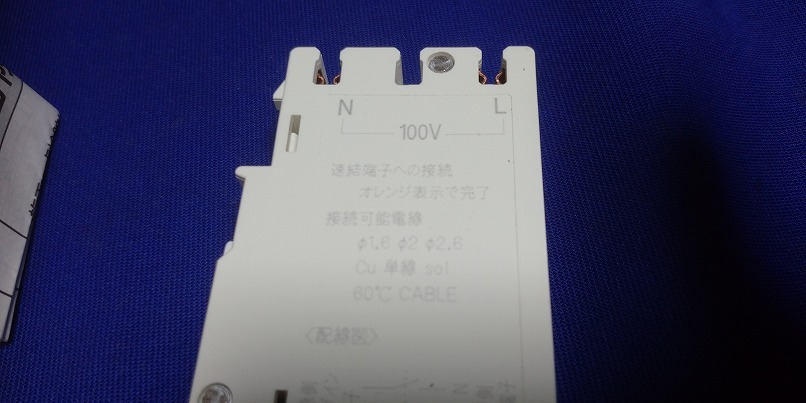 N L
100V
速結端子への接続
オレンジ表示で完了
接続可能電線
φ1.6 φ2 φ2.6
Cu 単線 sol
60℃ CABLE
〈配線図〉
N